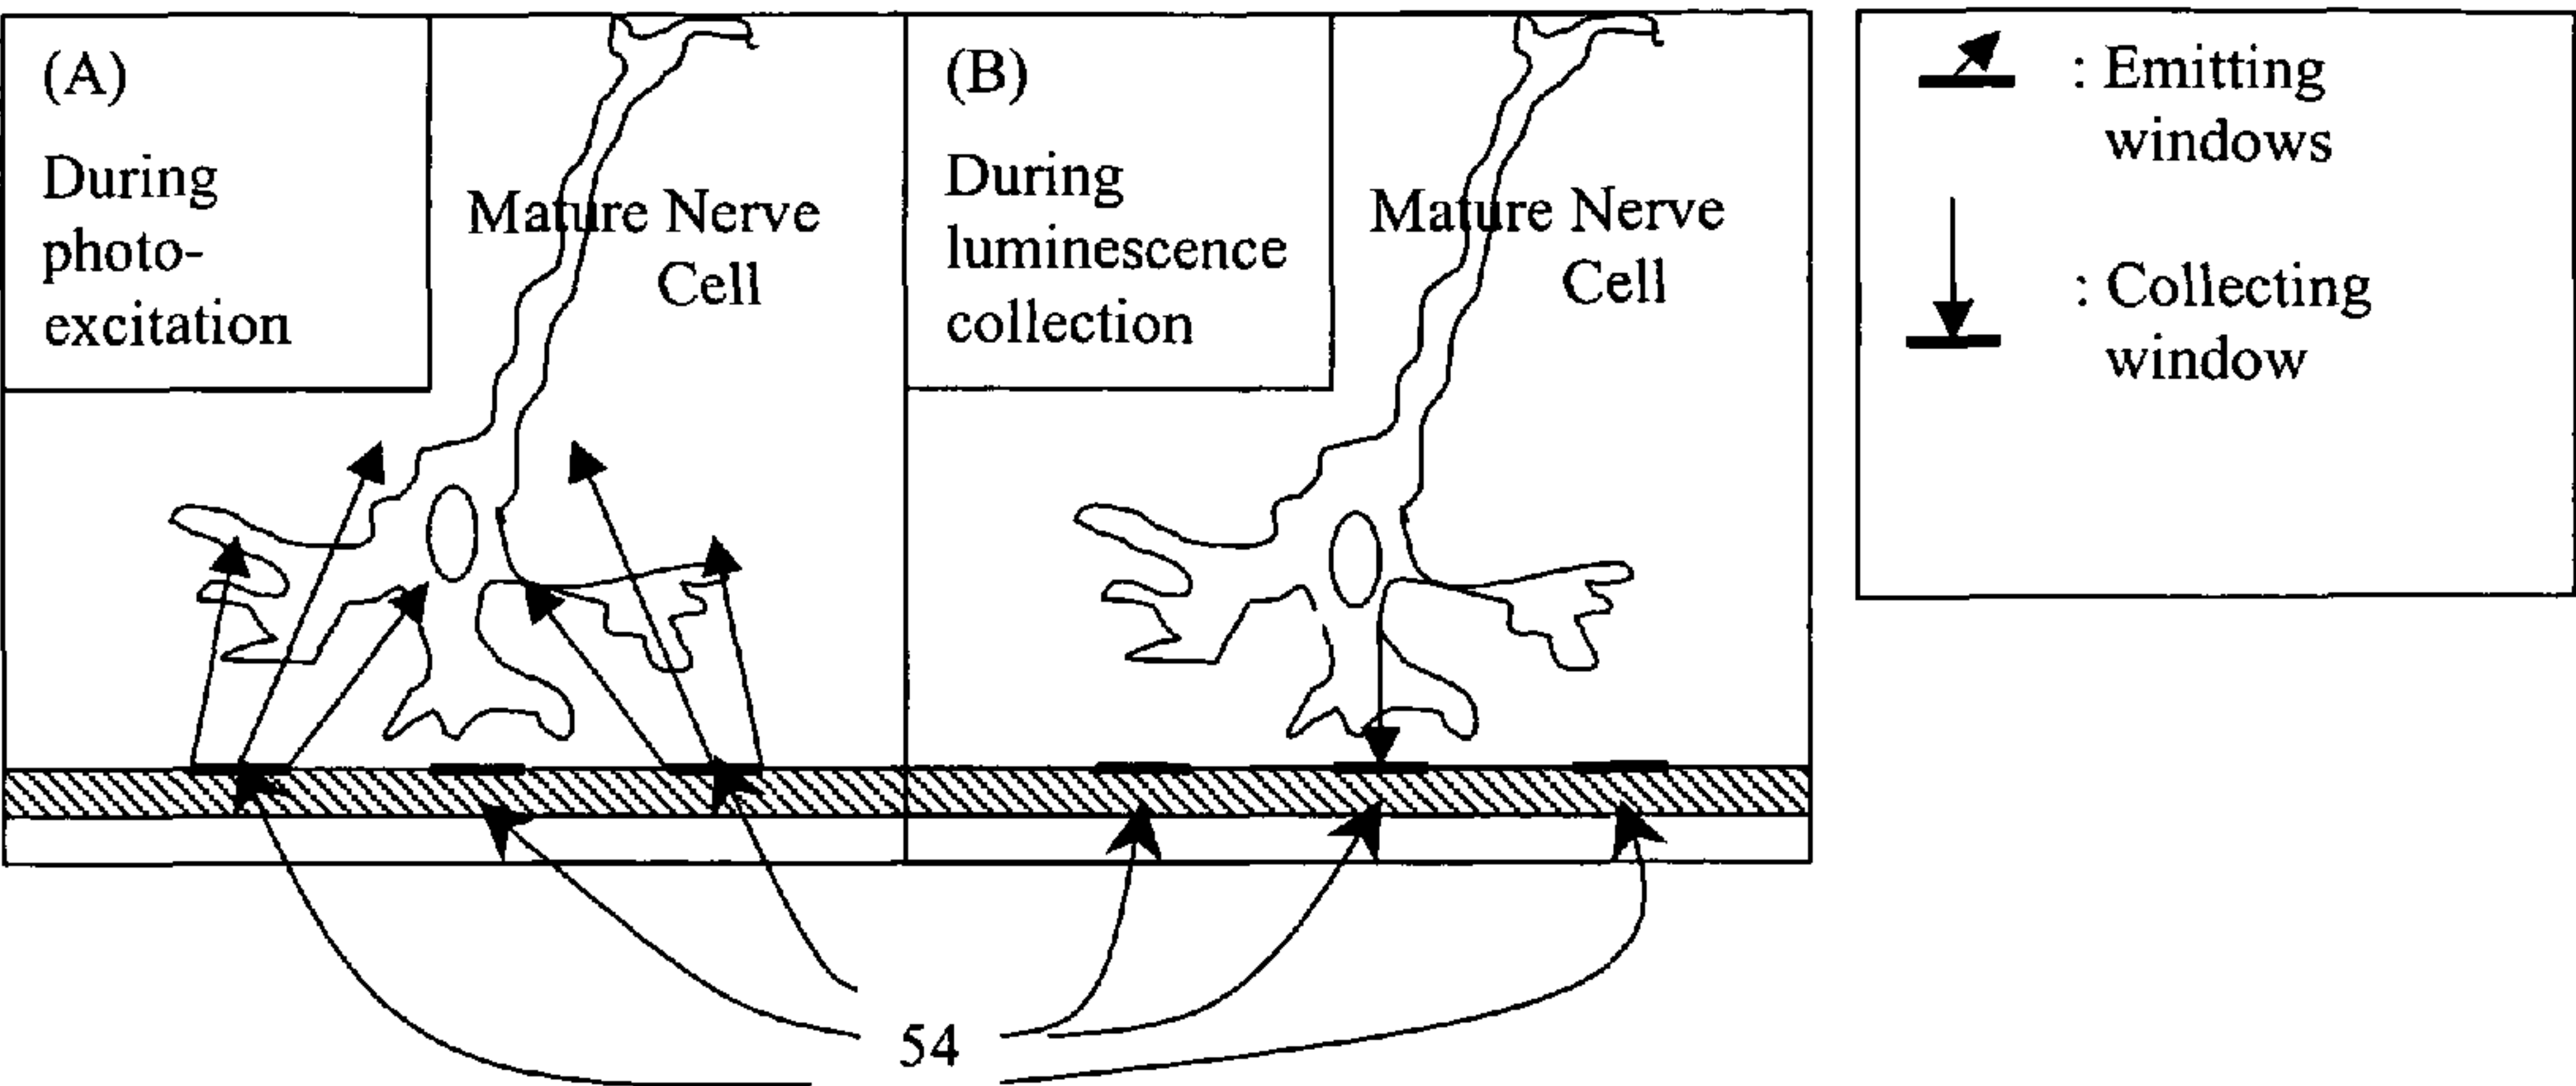 (A)
During
photo-
excitation
Mature Nerve
Cell
(B)
During
luminescence
collection
Mature Nerve
Cell
: Emitting
windows
: Collecting
window
54